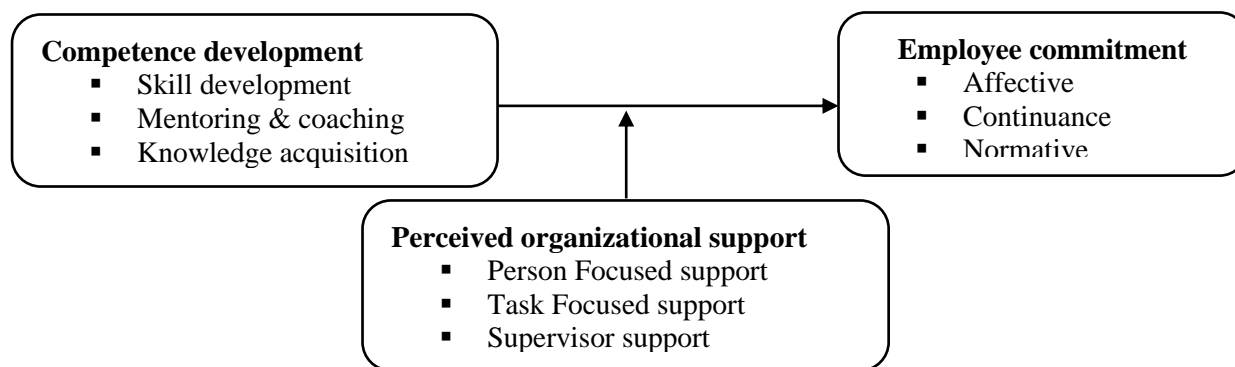 Competence development
▪ Skill development
▪ Mentoring & coaching
▪ Knowledge acquisition
Employee commitment
▪ Affective
▪ Continuance
▪ Normative
Perceived organizational support
▪ Person Focused support
▪ Task Focused support
▪ Supervisor support